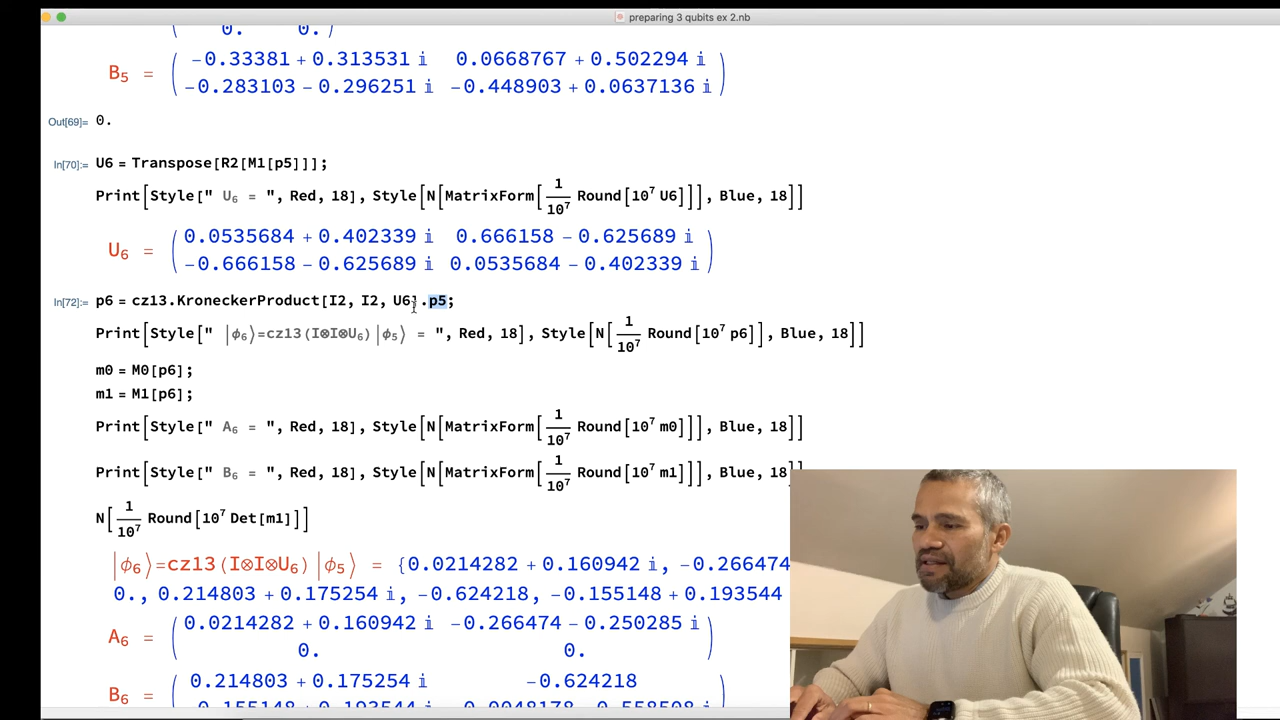 preparing 3 qubits ex 2.nb
0. 0.
B5 = ( -0.33381 + 0.313531 i 0.0668767 + 0.502294 i
-0.283103 - 0.296251 i -0.448903 + 0.0637136 i )
Out[69]= 0.
In[70]:= U6 = Transpose[R2[M1[p5]]];
Print[Style[" U6 = ", Red, 18], Style[N[MatrixForm[1/10^7 Round[10^7 U6]]], Blue, 18]]
U6 = ( 0.0535684 + 0.402339 i 0.666158 - 0.625689 i
-0.666158 - 0.625689 i 0.0535684 - 0.402339 i )
In[72]:= p6 = cz13.KroneckerProduct[I2, I2, U6].p5;
Print[Style[" |ϕ6⟩=cz13(I⊗I⊗U6)|ϕ5⟩ = ", Red, 18], Style[N[1/10^7 Round[10^7 p6]], Blue, 18]]
m0 = M0[p6];
m1 = M1[p6];
Print[Style[" A6 = ", Red, 18], Style[N[MatrixForm[1/10^7 Round[10^7 m0]]], Blue, 18]]
Print[Style[" B6 = ", Red, 18], Style[N[MatrixForm[1/10^7 Round[10^7 m1]]], Blue, 18]]
N[1/10^7 Round[10^7 Det[m1]]]
|ϕ6⟩=cz13(I⊗I⊗U6)|ϕ5⟩ = {0.0214282 + 0.160942 i, -0.266474
0., 0.214803 + 0.175254 i, -0.624218, -0.155148 + 0.193544
A6 = ( 0.0214282 + 0.160942 i -0.266474 - 0.250285 i
0. 0. )
B6 = ( 0.214803 + 0.175254 i -0.624218